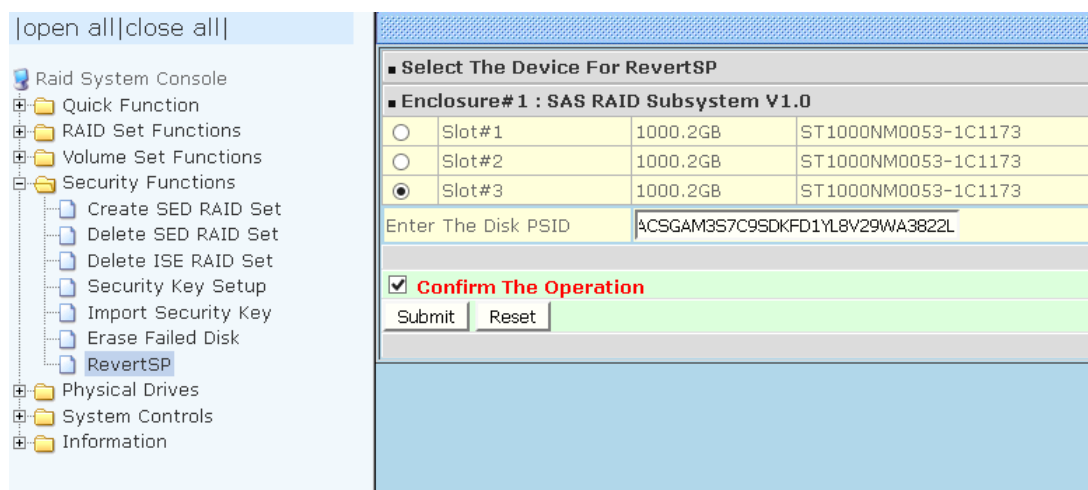 |open all|close all|
Raid System Console
Quick Function
RAID Set Functions
Volume Set Functions
Security Functions
Create SED RAID Set
Delete SED RAID Set
Delete ISE RAID Set
Security Key Setup
Import Security Key
Erase Failed Disk
RevertSP
Physical Drives
System Controls
Information
Select The Device For RevertSP
Enclosure#1 : SAS RAID Subsystem V1.0
Slot#1 1000.2GB ST1000NM0053-1C1173
Slot#2 1000.2GB ST1000NM0053-1C1173
Slot#3 1000.2GB ST1000NM0053-1C1173
Enter The Disk PSID ACSGAM3S7C9SDKFD1YL8V29WA3822L
Confirm The Operation
Submit Reset